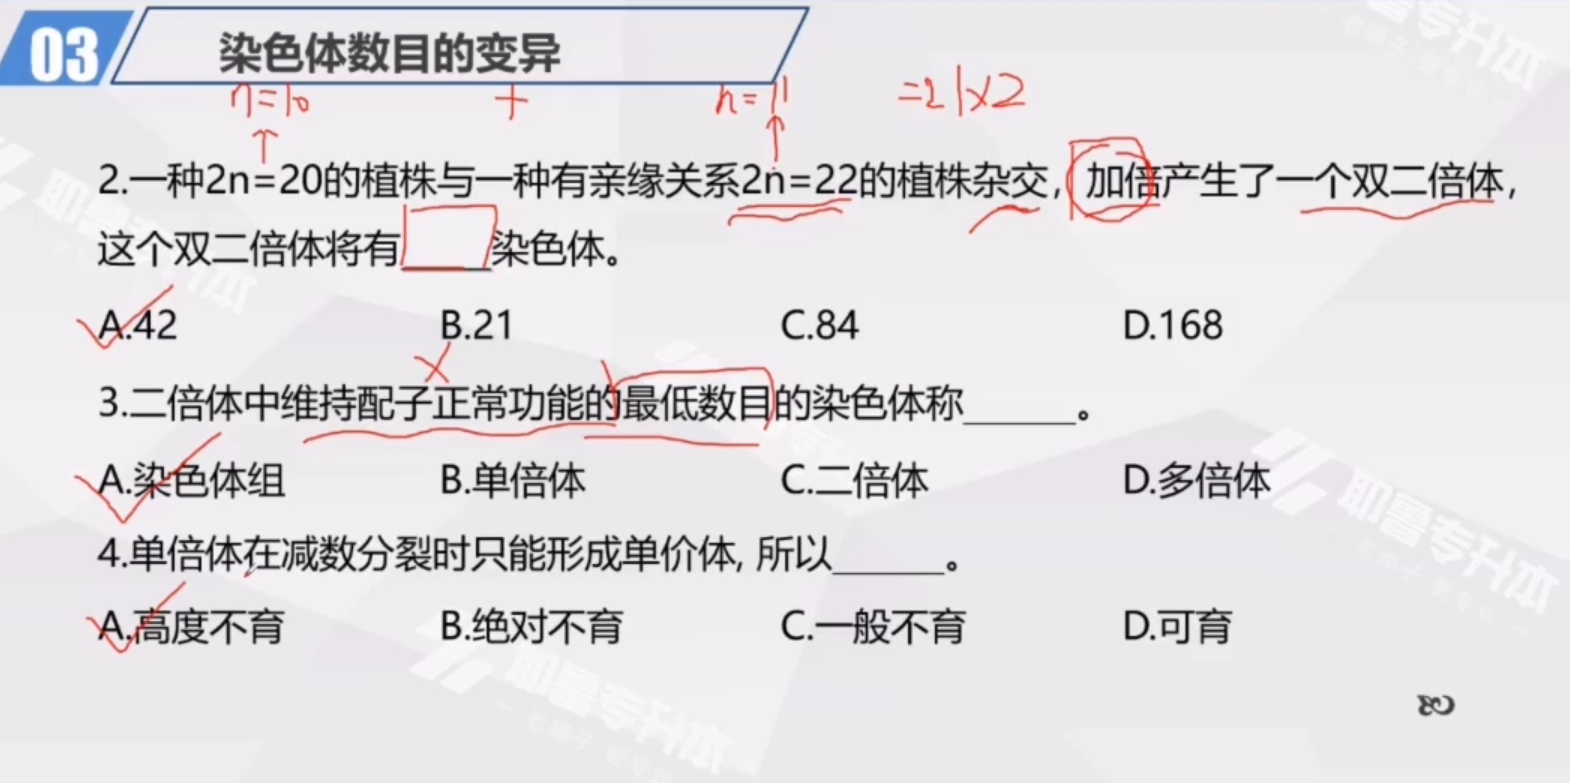 03 染色体数目的变异
n=10 + n=11 =21×2
2.一种2n=20的植株与一种有亲缘关系2n=22的植株杂交，加倍产生了一个双二倍体，
这个双二倍体将有_____染色体。
A.42 B.21 C.84 D.168
3.二倍体中维持配子正常功能的最低数目的染色体称______。
A.染色体组 B.单倍体 C.二倍体 D.多倍体
4.单倍体在减数分裂时只能形成单价体, 所以______。
A.高度不育 B.绝对不育 C.一般不育 D.可育
耶鲁专升本